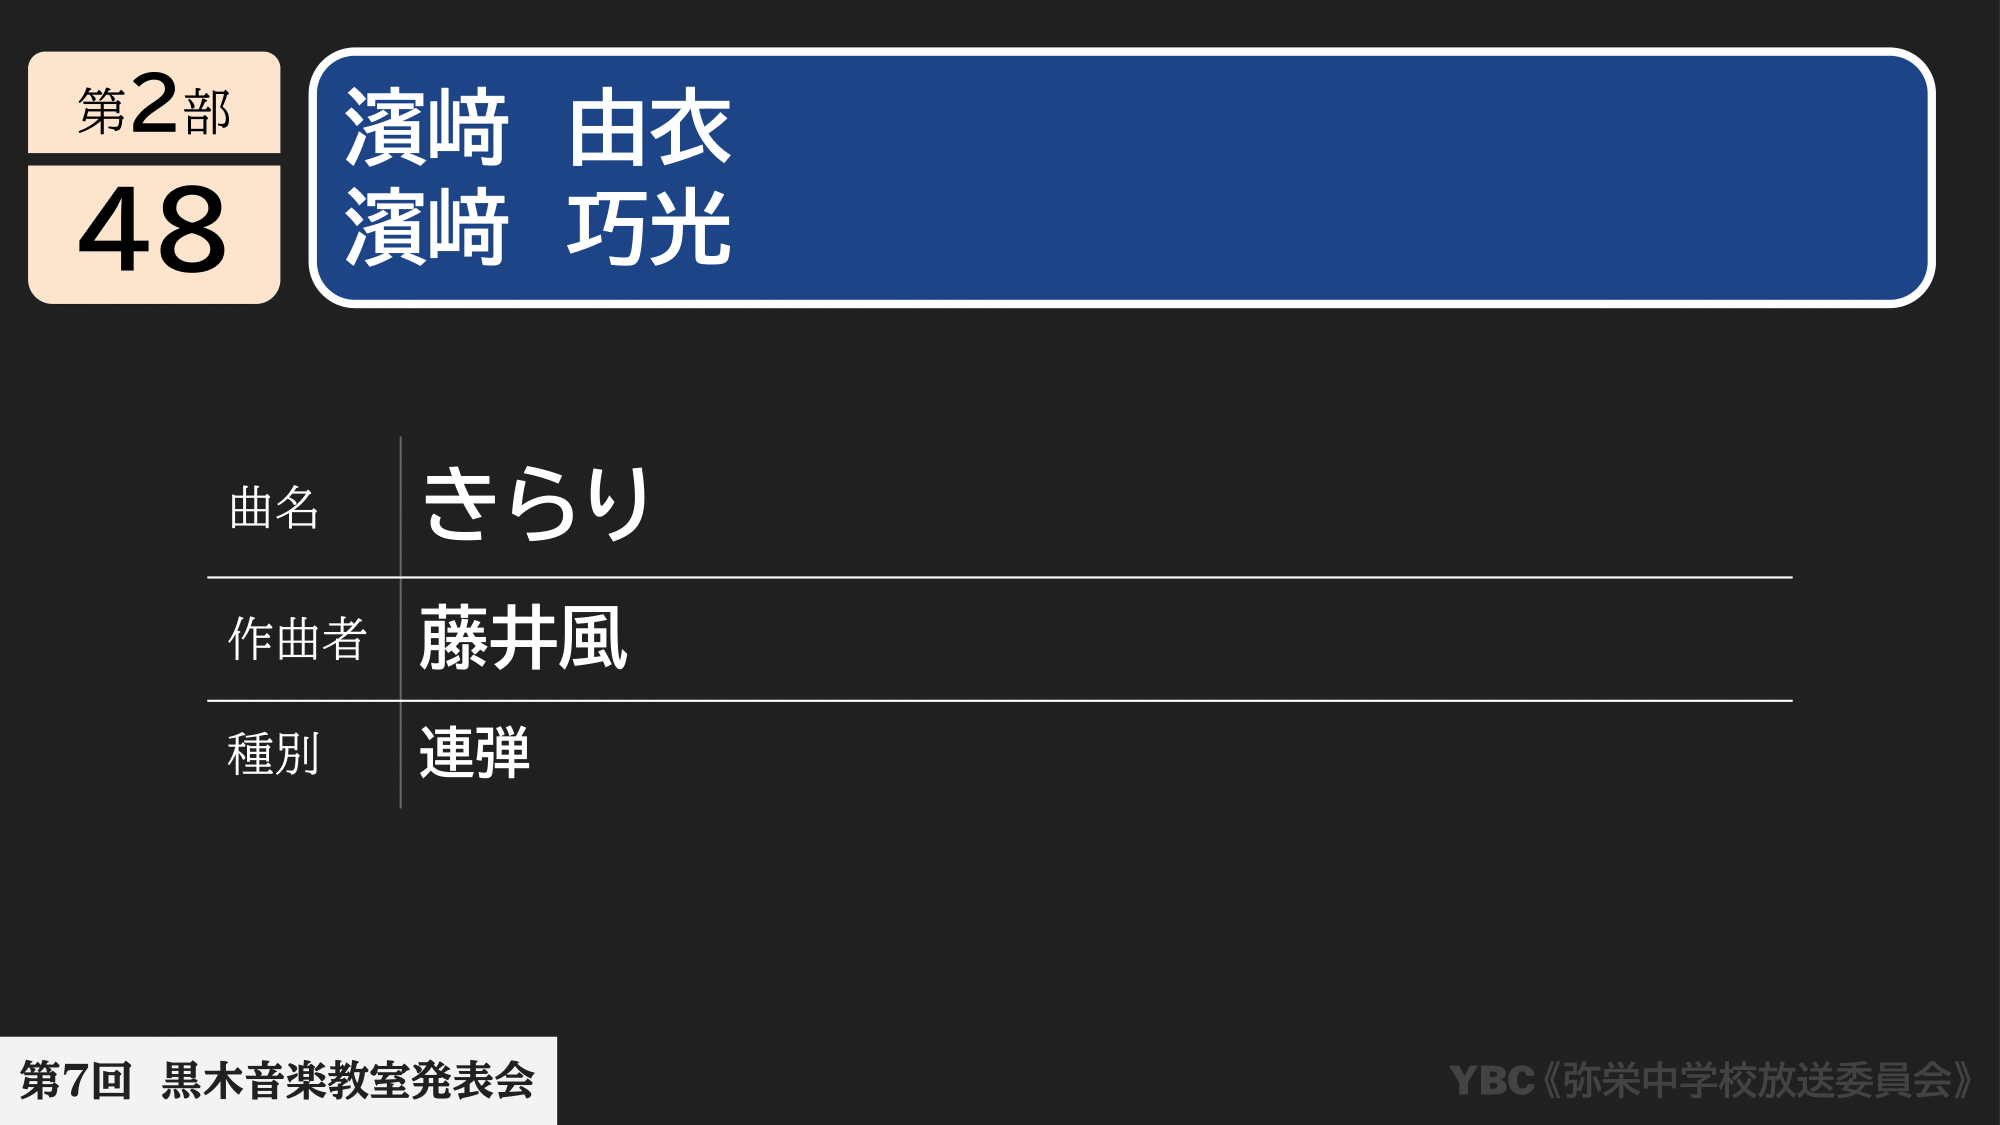 第2部
48
濵﨑 由衣
濵﨑 巧光
曲名 きらり
作曲者 藤井風
種別 連弾
第7回 黒木音楽教室発表会
YBC《弥栄中学校放送委員会》